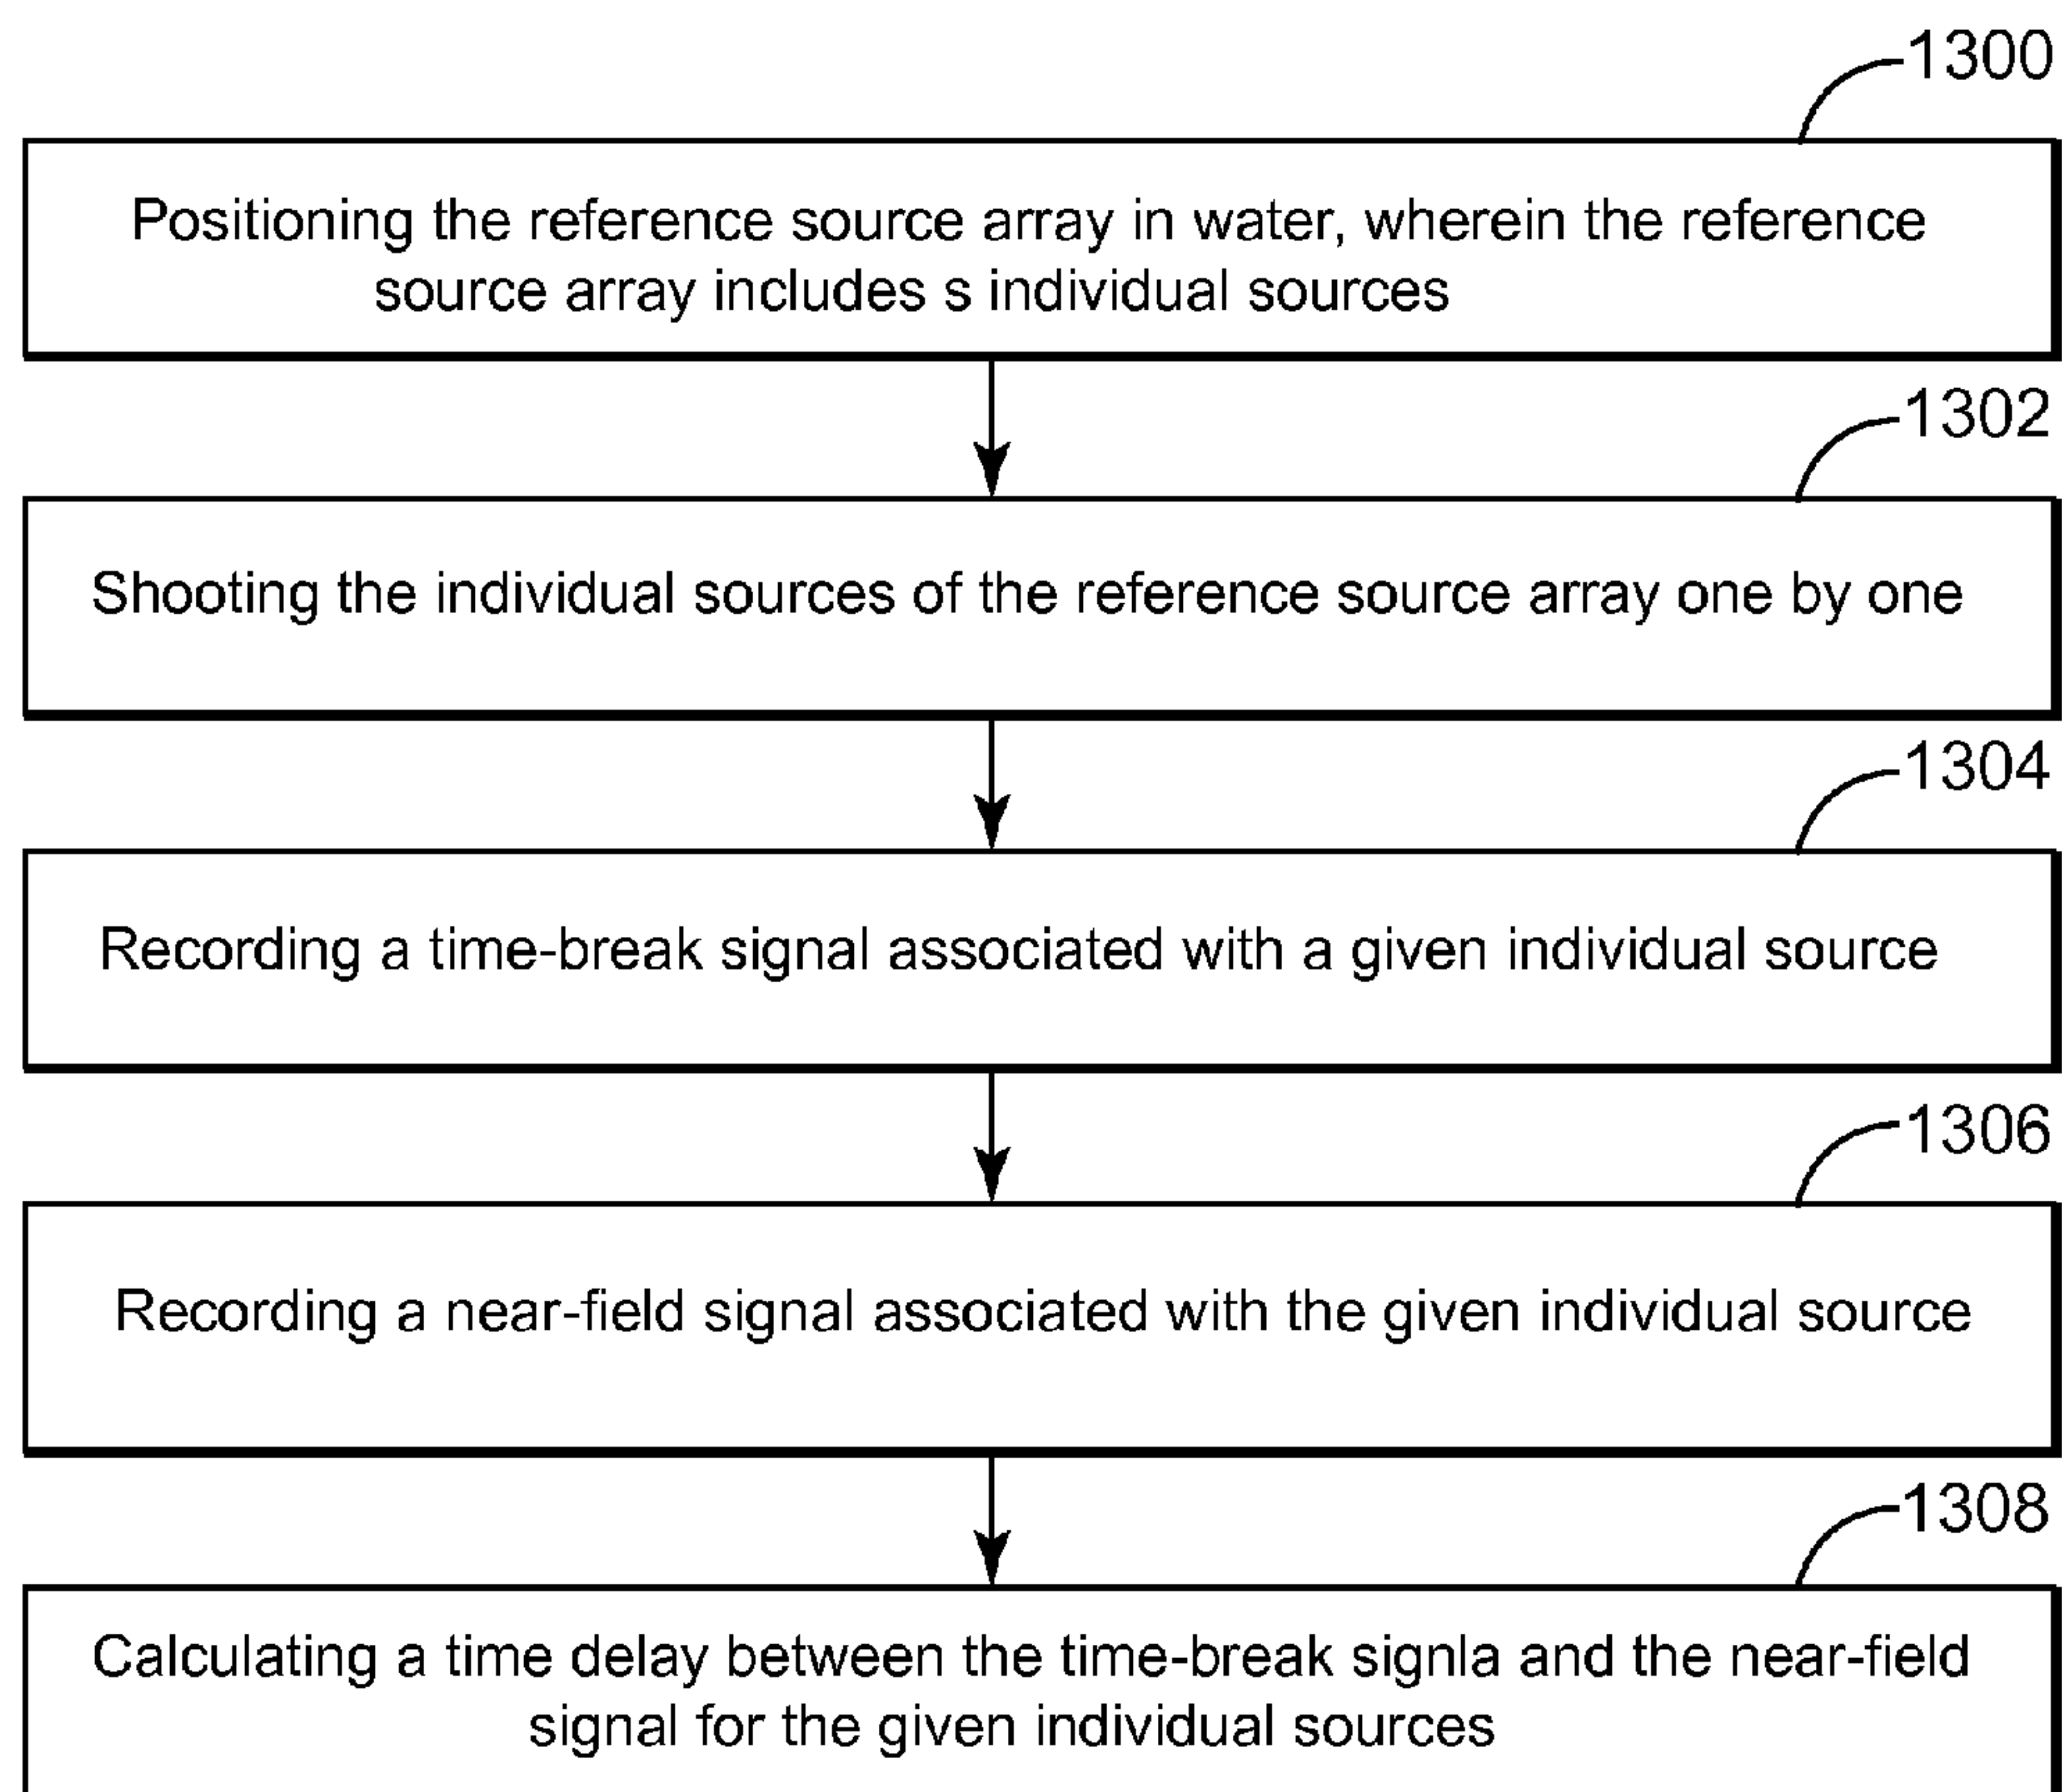 1300
Positioning the reference source array in water, wherein the reference
source array includes s individual sources
1302
Shooting the individual sources of the reference source array one by one
1304
Recording a time-break signal associated with a given individual source
1306
Recording a near-field signal associated with the given individual source
1308
Calculating a time delay between the time-break signla and the near-field
signal for the given individual sources